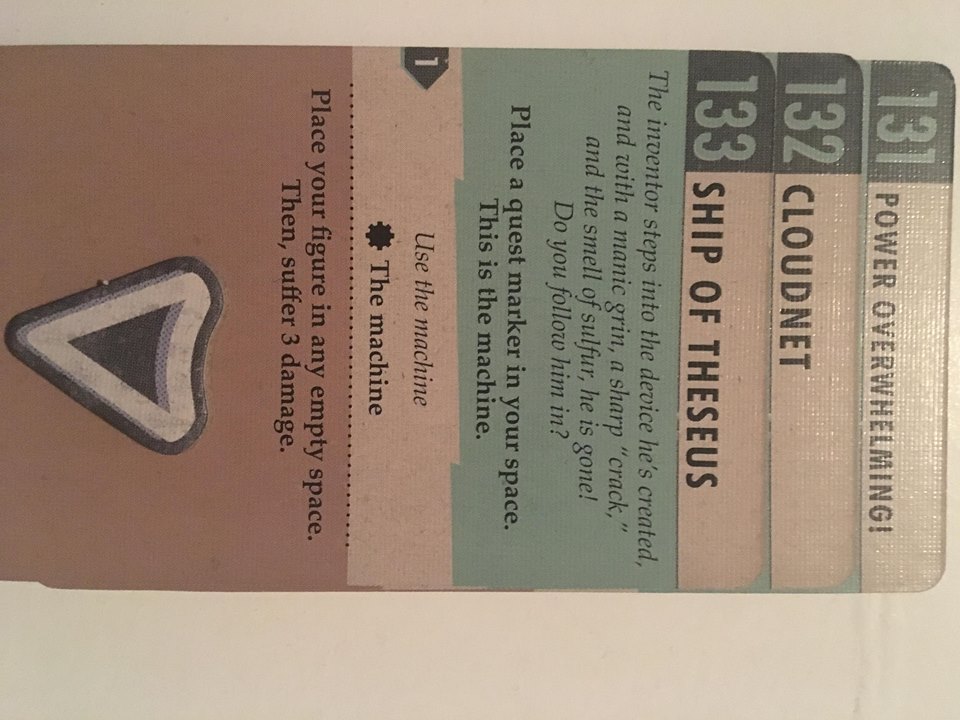 131 POWER OVERWHELMING!
132 CLOUDNET
133 SHIP OF THESEUS
The inventor steps into the device he's created,
and with a manic grin, a sharp “crack,”
and the smell of sulfur, he is gone!
Do you follow him in?
Place a quest marker in your space.
This is the machine.
1
Use the machine
The machine
Place your figure in any empty space.
Then, suffer 3 damage.